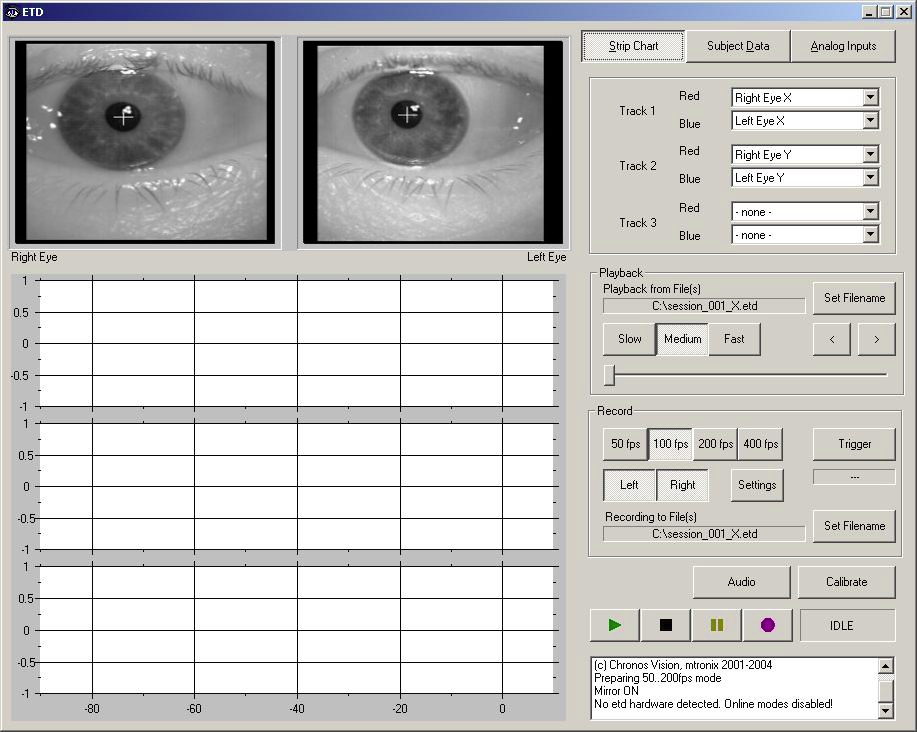 ETD
Strip Chart
Subject Data
Analog Inputs
Track 1
Red
Right Eye X
Blue
Left Eye X
Track 2
Red
Right Eye Y
Blue
Left Eye Y
Track 3
Red
- none -
Blue
- none -
Right Eye
Left Eye
Playback
Playback from File(s)
C:\session_001_X.etd
Set Filename
Slow
Medium
Fast
<
>
Record
50 fps
100 fps
200 fps
400 fps
Trigger
Left
Right
Settings
---
Recording to File(s)
C:\session_001_X.etd
Set Filename
Audio
Calibrate
IDLE
(c) Chronos Vision, mtronix 2001-2004
Preparing 50..200fps mode
Mirror ON
No etd hardware detected. Online modes disabled!
1
0.5
0
-0.5
-1
1
0.5
0
-0.5
-1
1
0.5
0
-0.5
-1
-80
-60
-40
-20
0